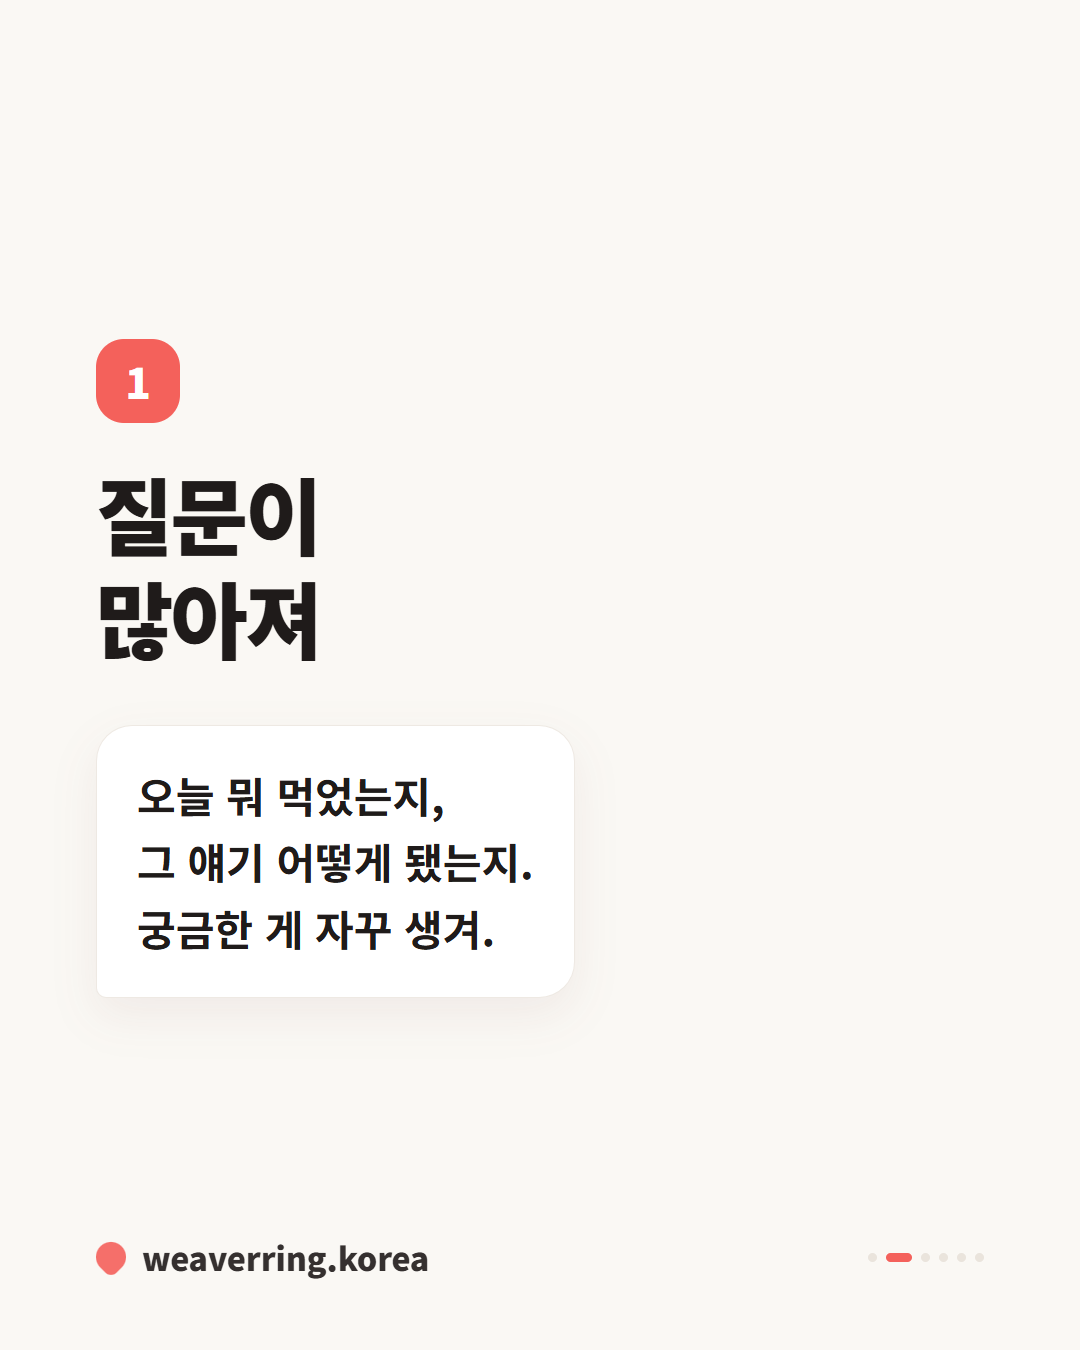 1
질문이
많아져
오늘 뭐 먹었는지,
그 얘기 어떻게 됐는지.
궁금한 게 자꾸 생겨.
weaverring.korea